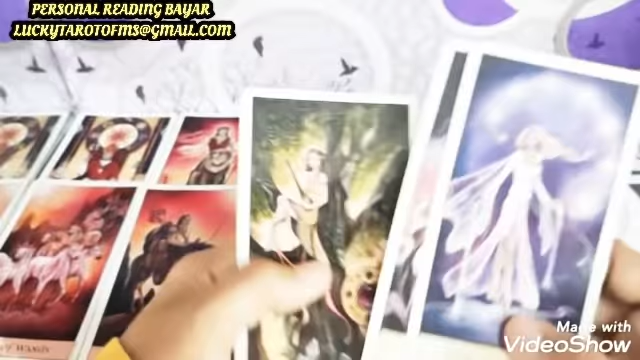 PERSONAL READING BAYAR
LUCKYTAROTOFMS@GMAIL.COM
Made with
VideoShow